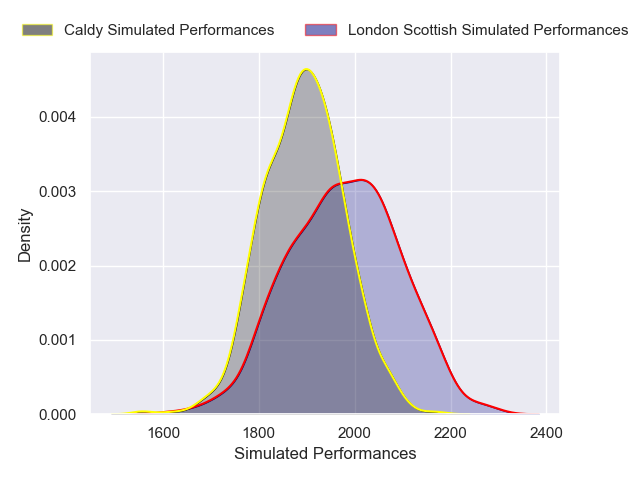 Caldy Simulated Performances London Scottish Simulated Performances
0.004
0.003
0.002
0.001
0.000
Density
1600 1800 2000 2200 2400
Simulated Performances